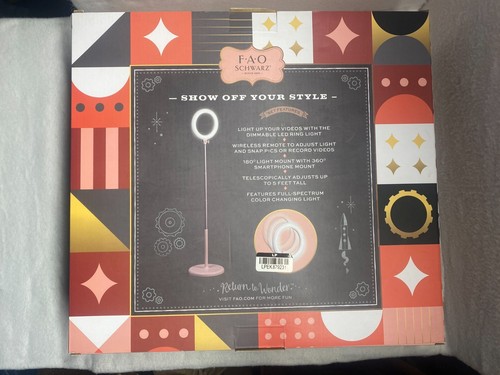 F·A·O
SCHWARZ
— SHOW OFF YOUR STYLE —
LIGHT UP YOUR VIDEOS WITH THE
DIMMABLE LED RING LIGHT
WIRELESS REMOTE TO ADJUST LIGHT
AND SNAP PICS OR RECORD VIDEOS
180° LIGHT MOUNT WITH 360°
SMARTPHONE MOUNT
TELESCOPICALLY ADJUSTS UP
TO 5 FEET TALL
FEATURES FULL-SPECTRUM
COLOR CHANGING LIGHT
LP
Return to Wonder
VISIT FAO.COM FOR MORE FUN